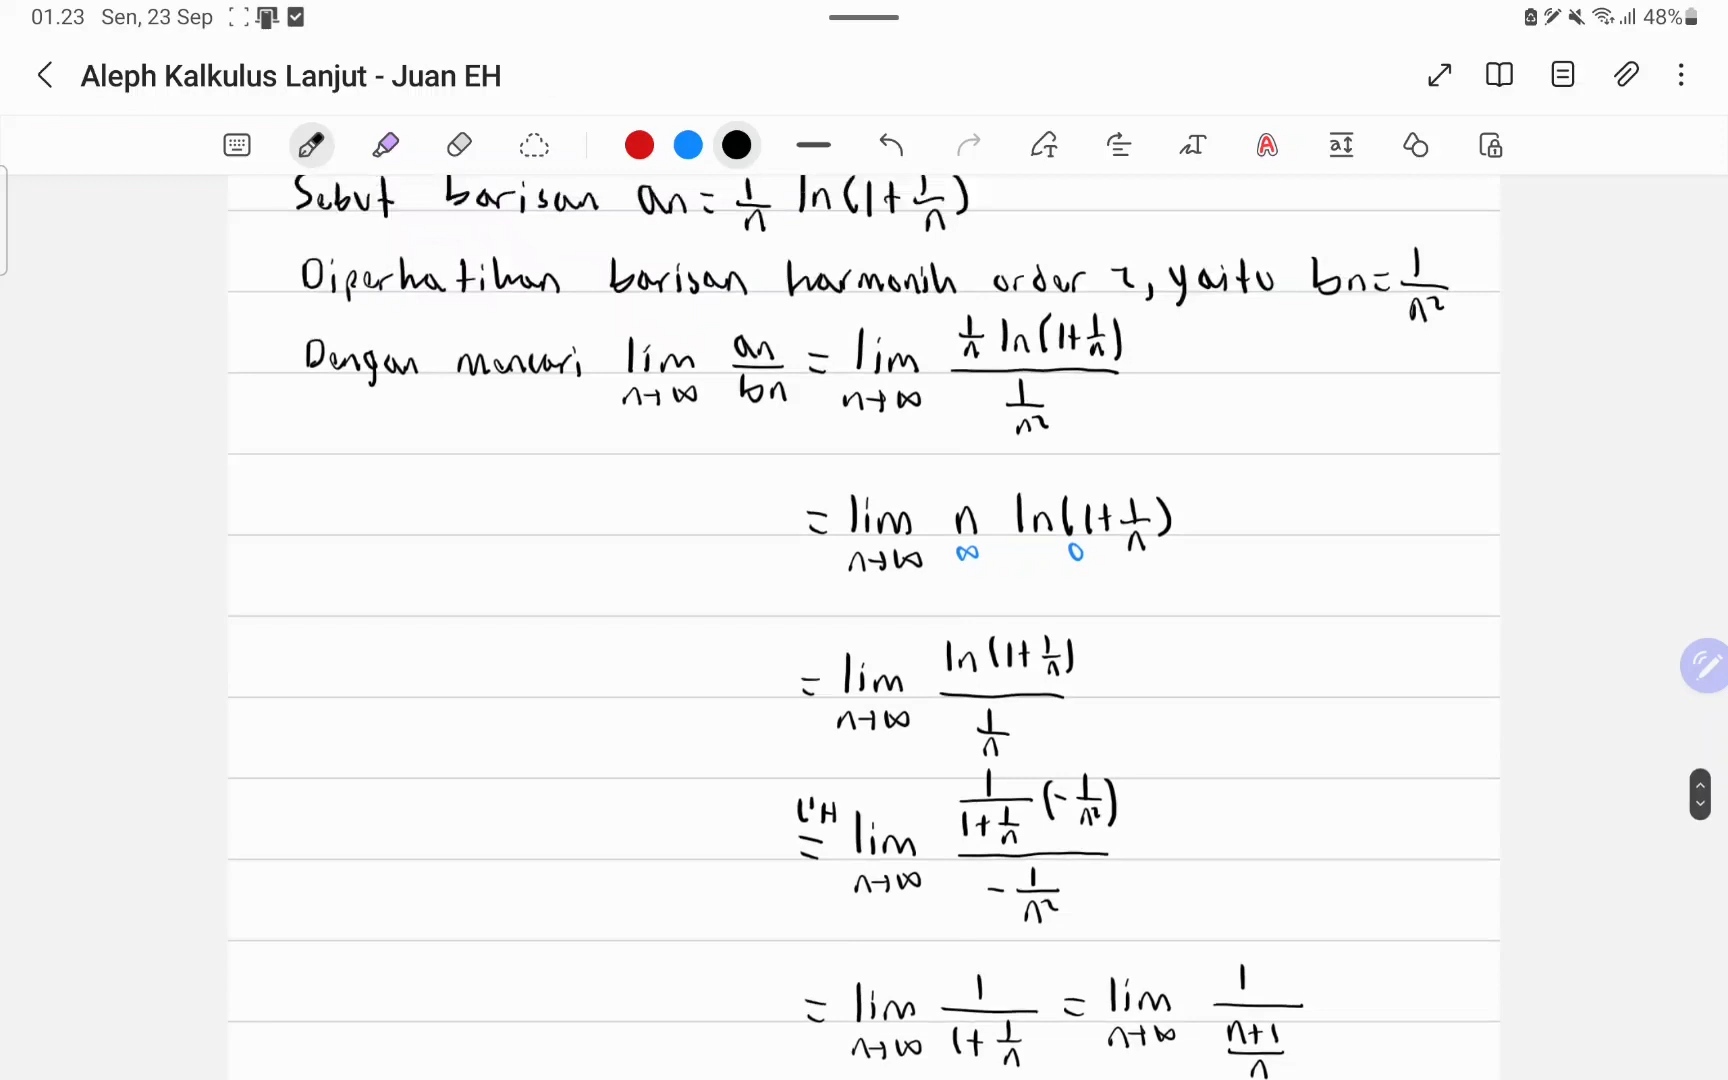 01.23 Sen, 23 Sep 48%
Aleph Kalkulus Lanjut - Juan EH
Sebut barisan an = 1/n ln(1+1/n)
Diperhatikan barisan harmonik order 2, yaitu bn = 1/n²
Dengan mencari lim n→∞ an/bn = lim n→∞ (1/n ln(1+1/n))/(1/n²)
= lim n→∞ n ln(1+1/n)
∞ 0
= lim n→∞ ln(1+1/n)/(1/n)
L'H = lim n→∞ (1/(1+1/n) (-1/n²))/(-1/n²)
= lim n→∞ 1/(1+1/n) = lim n→∞ 1/((n+1)/n)